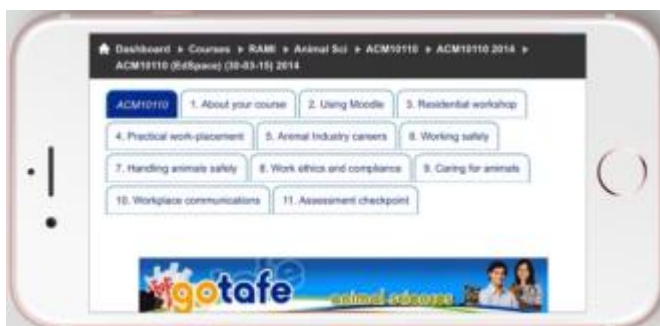 Dashboard ▸ Courses ▸ RAMI ▸ Animal Sci ▸ ACM10110 ▸ ACM10110 2014 ▸
ACM10110 (EdSpace) (30-03-15) 2014
ACM10110 1. About your course 2. Using Moodle 3. Residential workshop
4. Practical work-placement 5. Animal Industry careers 6. Working safely
7. Handling animals safely 8. Work ethics and compliance 9. Caring for animals
10. Workplace communications 11. Assessment checkpoint
gotafe animal sciences